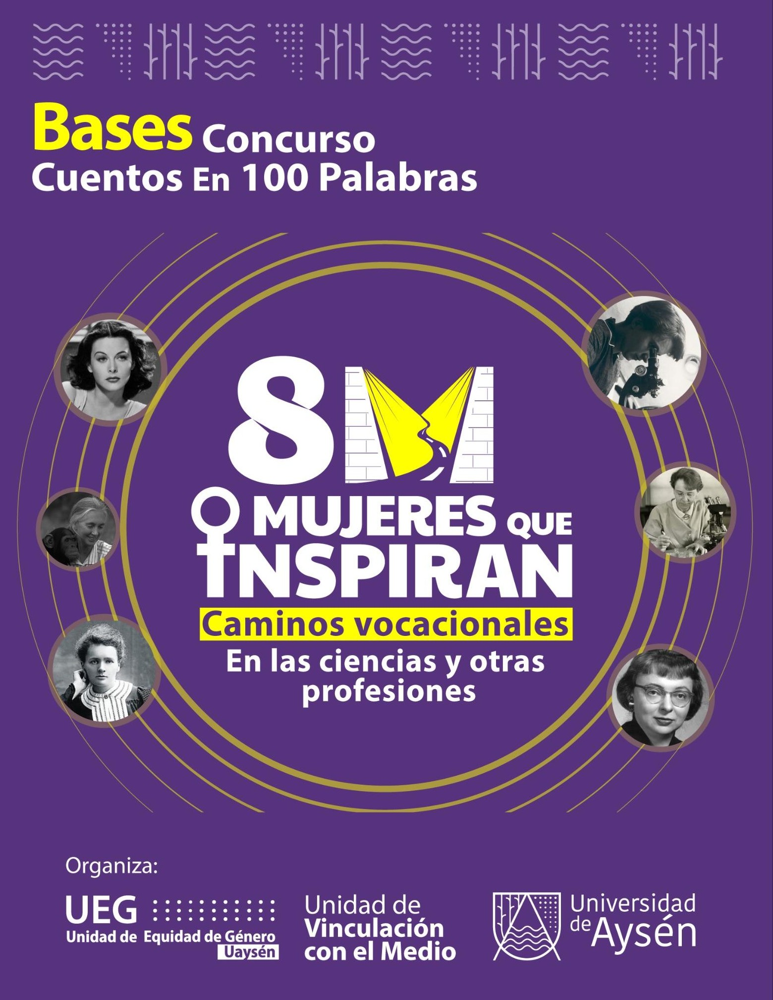 Bases Concurso
Cuentos En 100 Palabras
8M
MUJERES QUE
INSPIRAN
Caminos vocacionales
En las ciencias y otras
profesiones
Organiza:
UEG
Unidad de Equidad de Género
Uaysén
Unidad de
Vinculación
con el Medio
Universidad
de Aysén